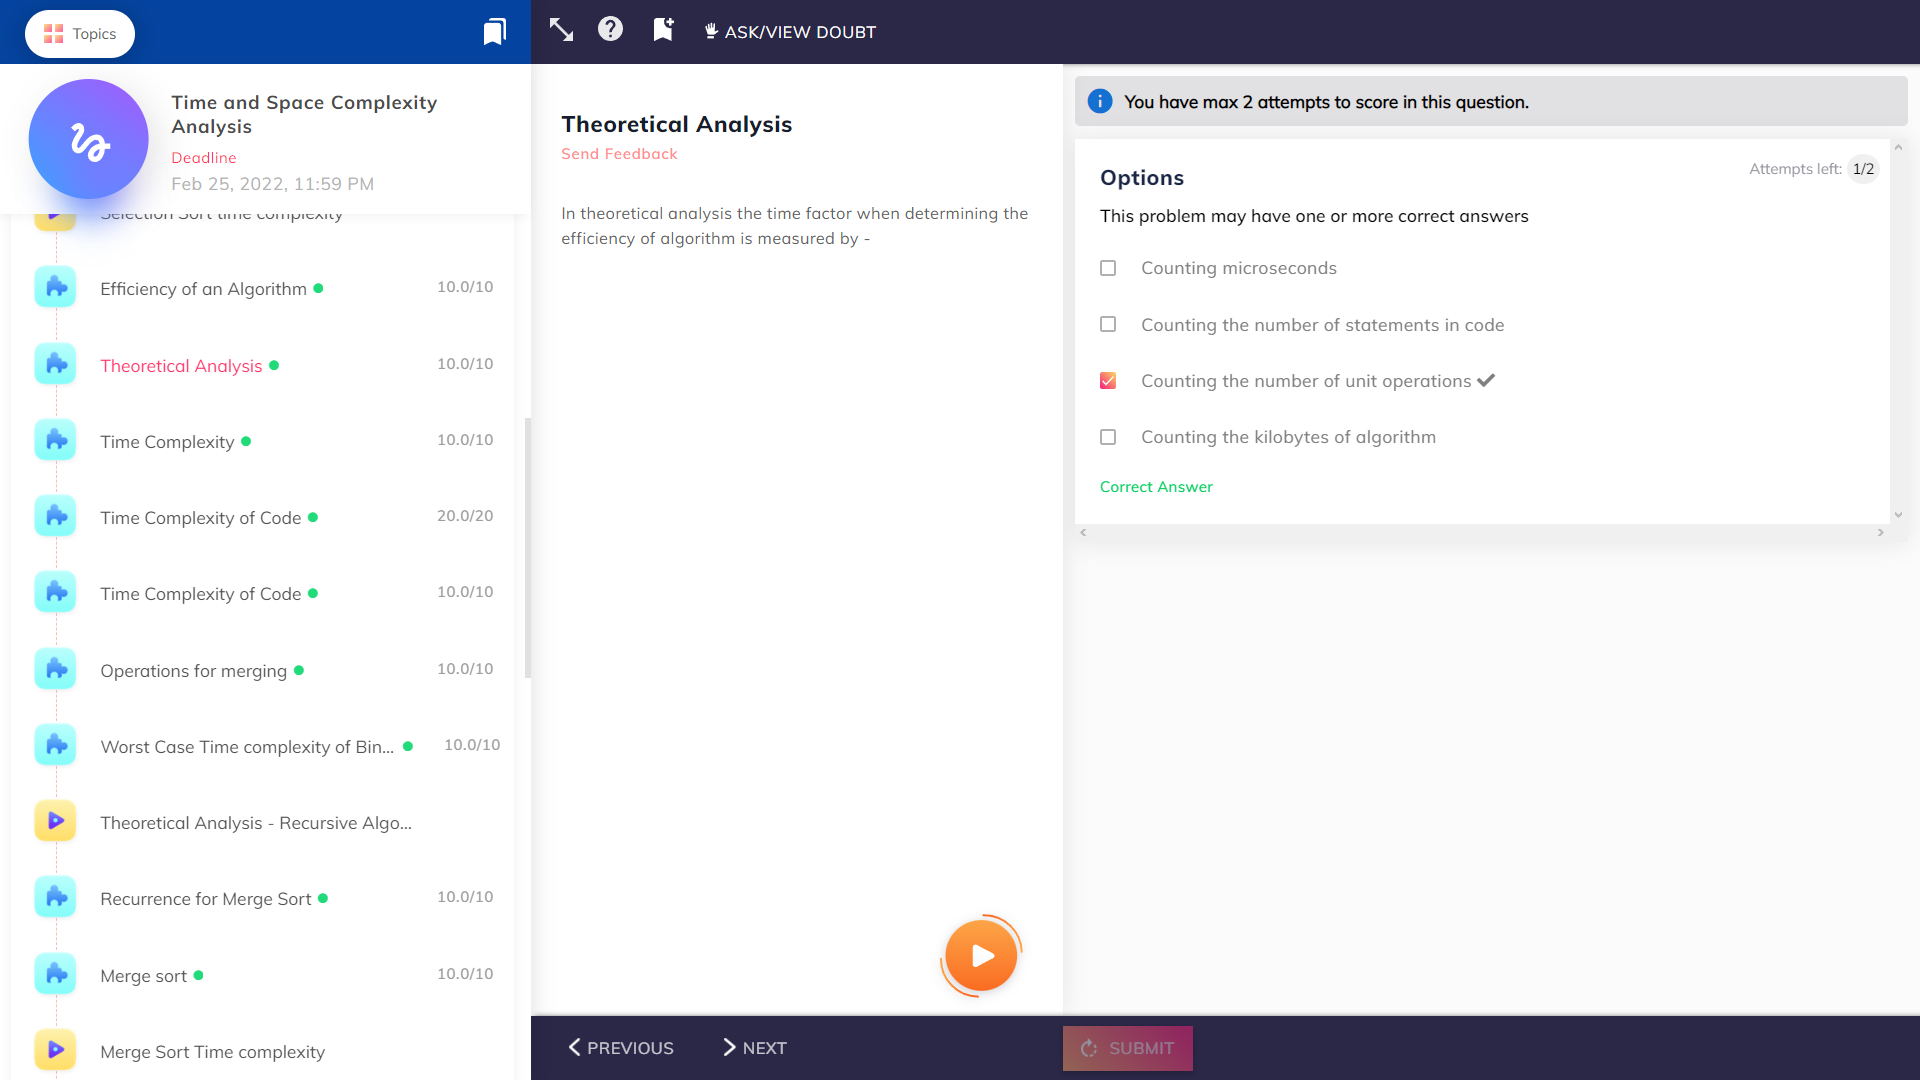 Topics
ASK/VIEW DOUBT
Time and Space Complexity
Analysis
Deadline
Feb 25, 2022, 11:59 PM
Selection Sort time complexity
Efficiency of an Algorithm 10.0/10
Theoretical Analysis 10.0/10
Time Complexity 10.0/10
Time Complexity of Code 20.0/20
Time Complexity of Code 10.0/10
Operations for merging 10.0/10
Worst Case Time complexity of Bin... 10.0/10
Theoretical Analysis - Recursive Algo...
Recurrence for Merge Sort 10.0/10
Merge sort 10.0/10
Merge Sort Time complexity
Theoretical Analysis
Send Feedback
In theoretical analysis the time factor when determining the
efficiency of algorithm is measured by -
You have max 2 attempts to score in this question.
Options
Attempts left: 1/2
This problem may have one or more correct answers
Counting microseconds
Counting the number of statements in code
Counting the number of unit operations
Counting the kilobytes of algorithm
Correct Answer
PREVIOUS
NEXT
SUBMIT